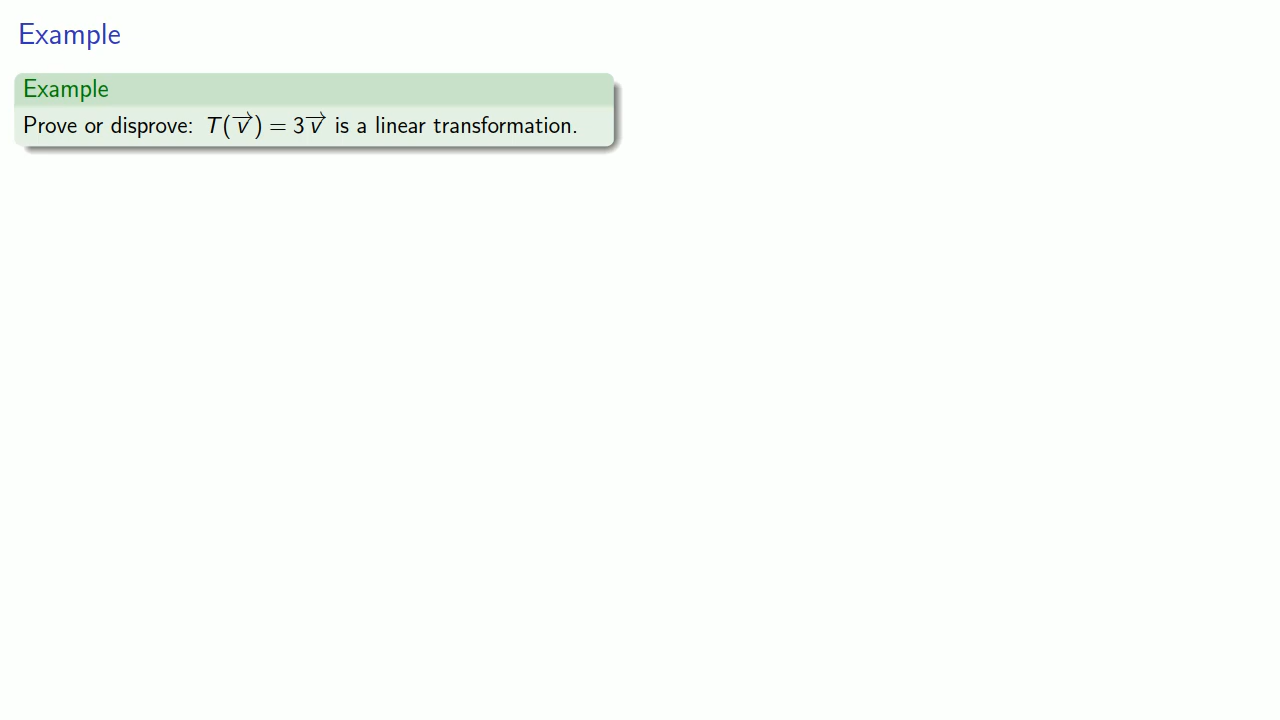 Example
Example
Prove or disprove: T(v⃗) = 3v⃗ is a linear transformation.